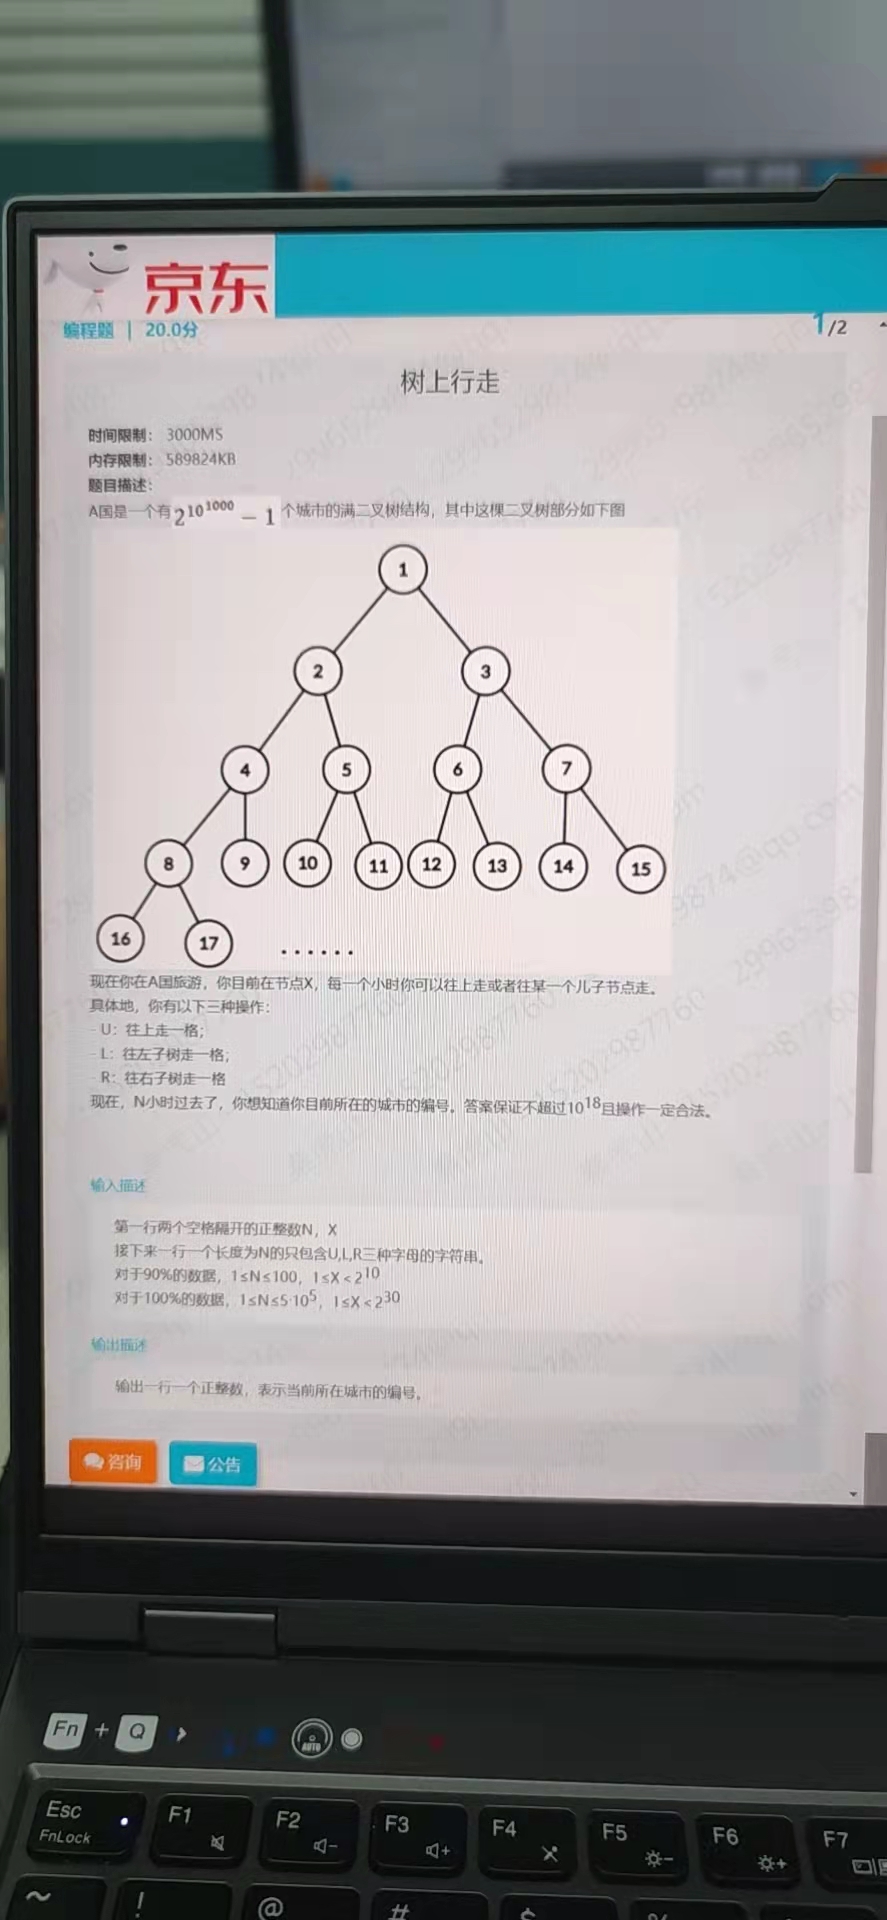 京东
编程题 | 20.0分
1/2
树上行走
时间限制： 3000MS
内存限制： 589824KB
题目描述：
A国是一个有 2^10^1000 − 1 个城市的满二叉树结构，其中这棵二叉树部分如下图
1
2 3
4 5 6 7
8 9 10 11 12 13 14 15
16 17 ......
现在你在A国旅游，你目前在节点X，每一个小时你可以往上走或者往某一个儿子节点走。
具体地，你有以下三种操作：
- U：往上走一格；
- L：往左子树走一格；
- R：往右子树走一格
现在，N小时过去了，你想知道你目前所在的城市的编号。答案保证不超过10^18且操作一定合法。
输入描述
第一行两个空格隔开的正整数N，X
接下来一行一个长度为N的只包含U,L,R三种字母的字符串。
对于90%的数据，1≤N≤100，1≤X<2^10
对于100%的数据，1≤N≤5·10^5，1≤X<2^30
输出描述
输出一行一个正整数，表示当前所在城市的编号。
咨询 公告
Fn + Q
AUTO
Esc F1 F2 F3 F4 F5 F6 F7
FnLock
~ ! @ #